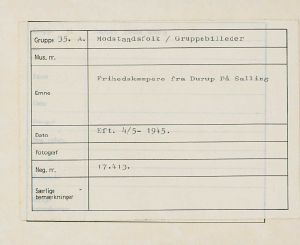 Gruppe 35. A. Modstandsfolk / Gruppebilleder
Mus. nr.
Frihedskæmpere fra Durup På Salling
Emne
Dato Eft. 4/5- 1945.
Fotograf
Neg. nr. 17.413.
Særlige
bemærkninger